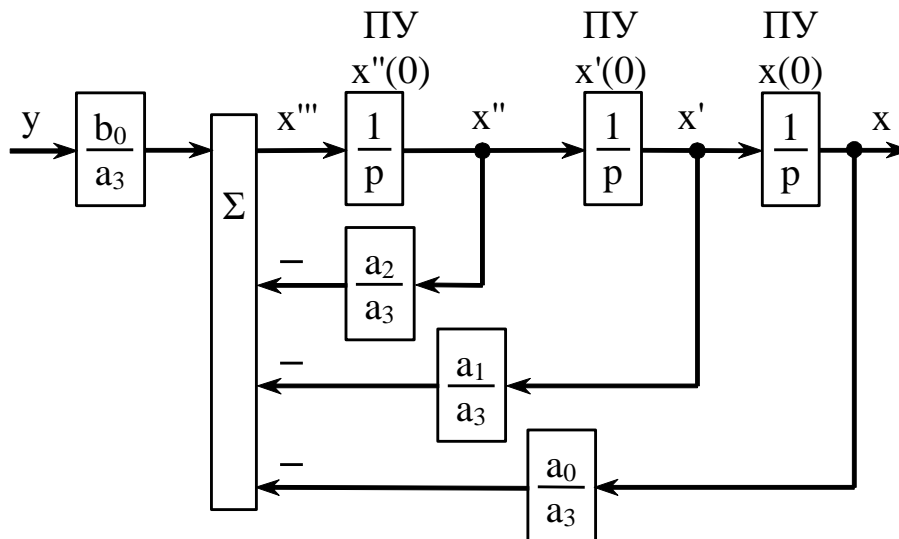 ПУ ПУ ПУ
x''(0) x'(0) x(0)
y b₀/a₃ x''' 1/p x'' 1/p x' 1/p x
Σ
− a₂/a₃
− a₁/a₃
− a₀/a₃